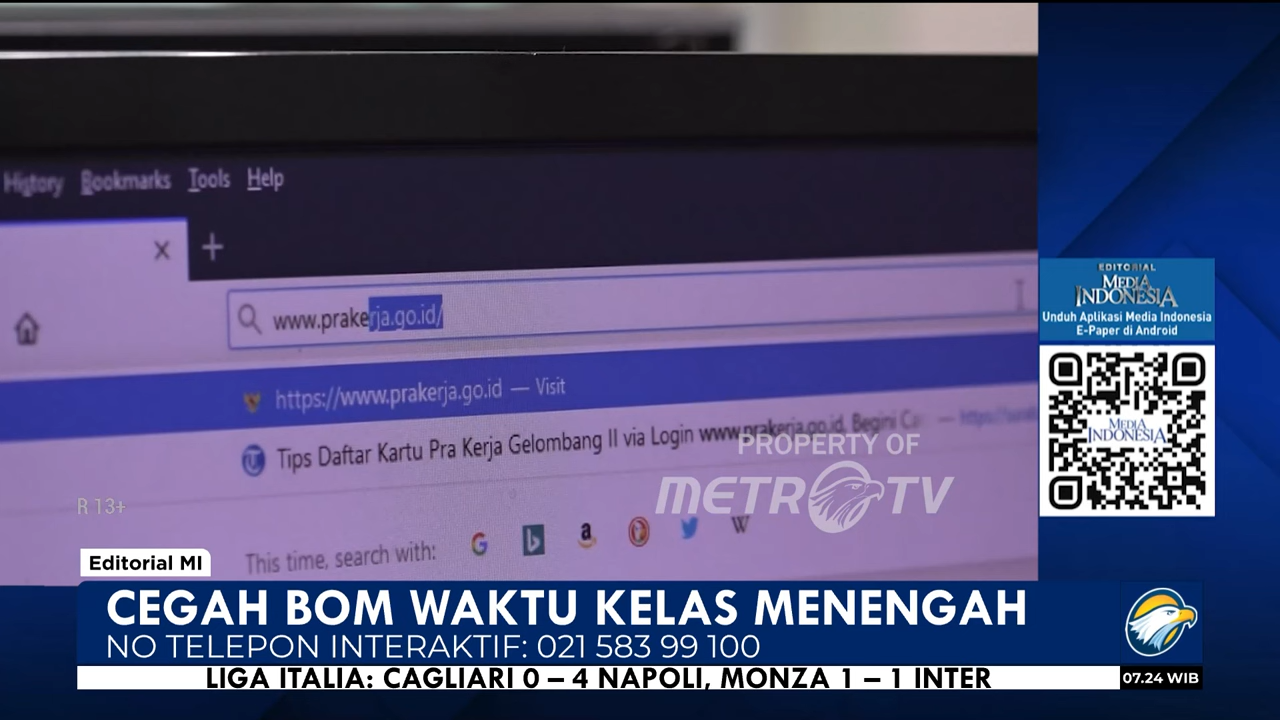 History Bookmarks Tools Help
www.prakerja.go.id/
https://www.prakerja.go.id — Visit
Tips Daftar Kartu Pra Kerja Gelombang II via Login www.prakerja.go.id, Begini Ca —
This time, search with:
PROPERTY OF
METRO TV
R 13+
EDITORIAL
MEDIA
INDONESIA
Unduh Aplikasi Media Indonesia
E-Paper di Android
MEDIA
INDONESIA
Editorial MI
CEGAH BOM WAKTU KELAS MENENGAH
NO TELEPON INTERAKTIF: 021 583 99 100
LIGA ITALIA: CAGLIARI 0 – 4 NAPOLI, MONZA 1 – 1 INTER
07.24 WIB